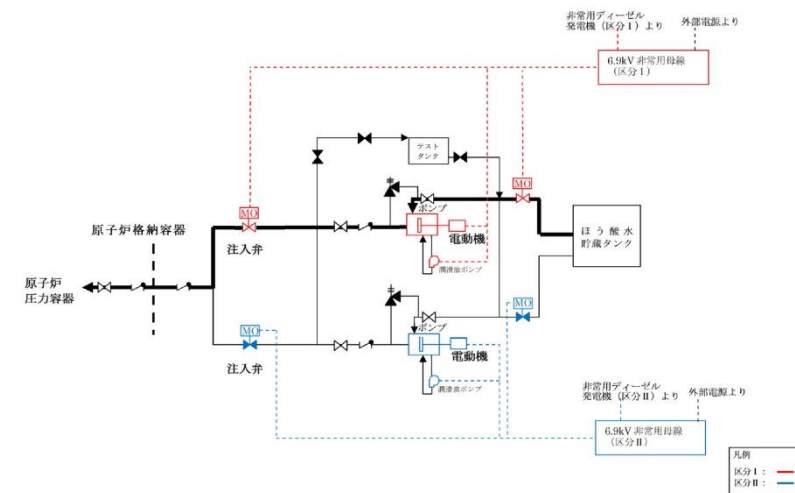 非常用ディーゼル
発電機（区分Ⅰ）より
外部電源より
6.9kV 非常用母線
（区分Ⅰ）
テスト
タンク
MO
MO
ポンプ
原子炉格納容器
注入弁
電動機
ほう酸水
貯蔵タンク
潤滑油ポンプ
原子炉
圧力容器
MO
MO
ポンプ
注入弁
電動機
潤滑油ポンプ
非常用ディーゼル
発電機（区分Ⅱ）より
外部電源より
6.9kV 非常用母線
（区分Ⅱ）
凡例
区分Ⅰ：
区分Ⅱ：